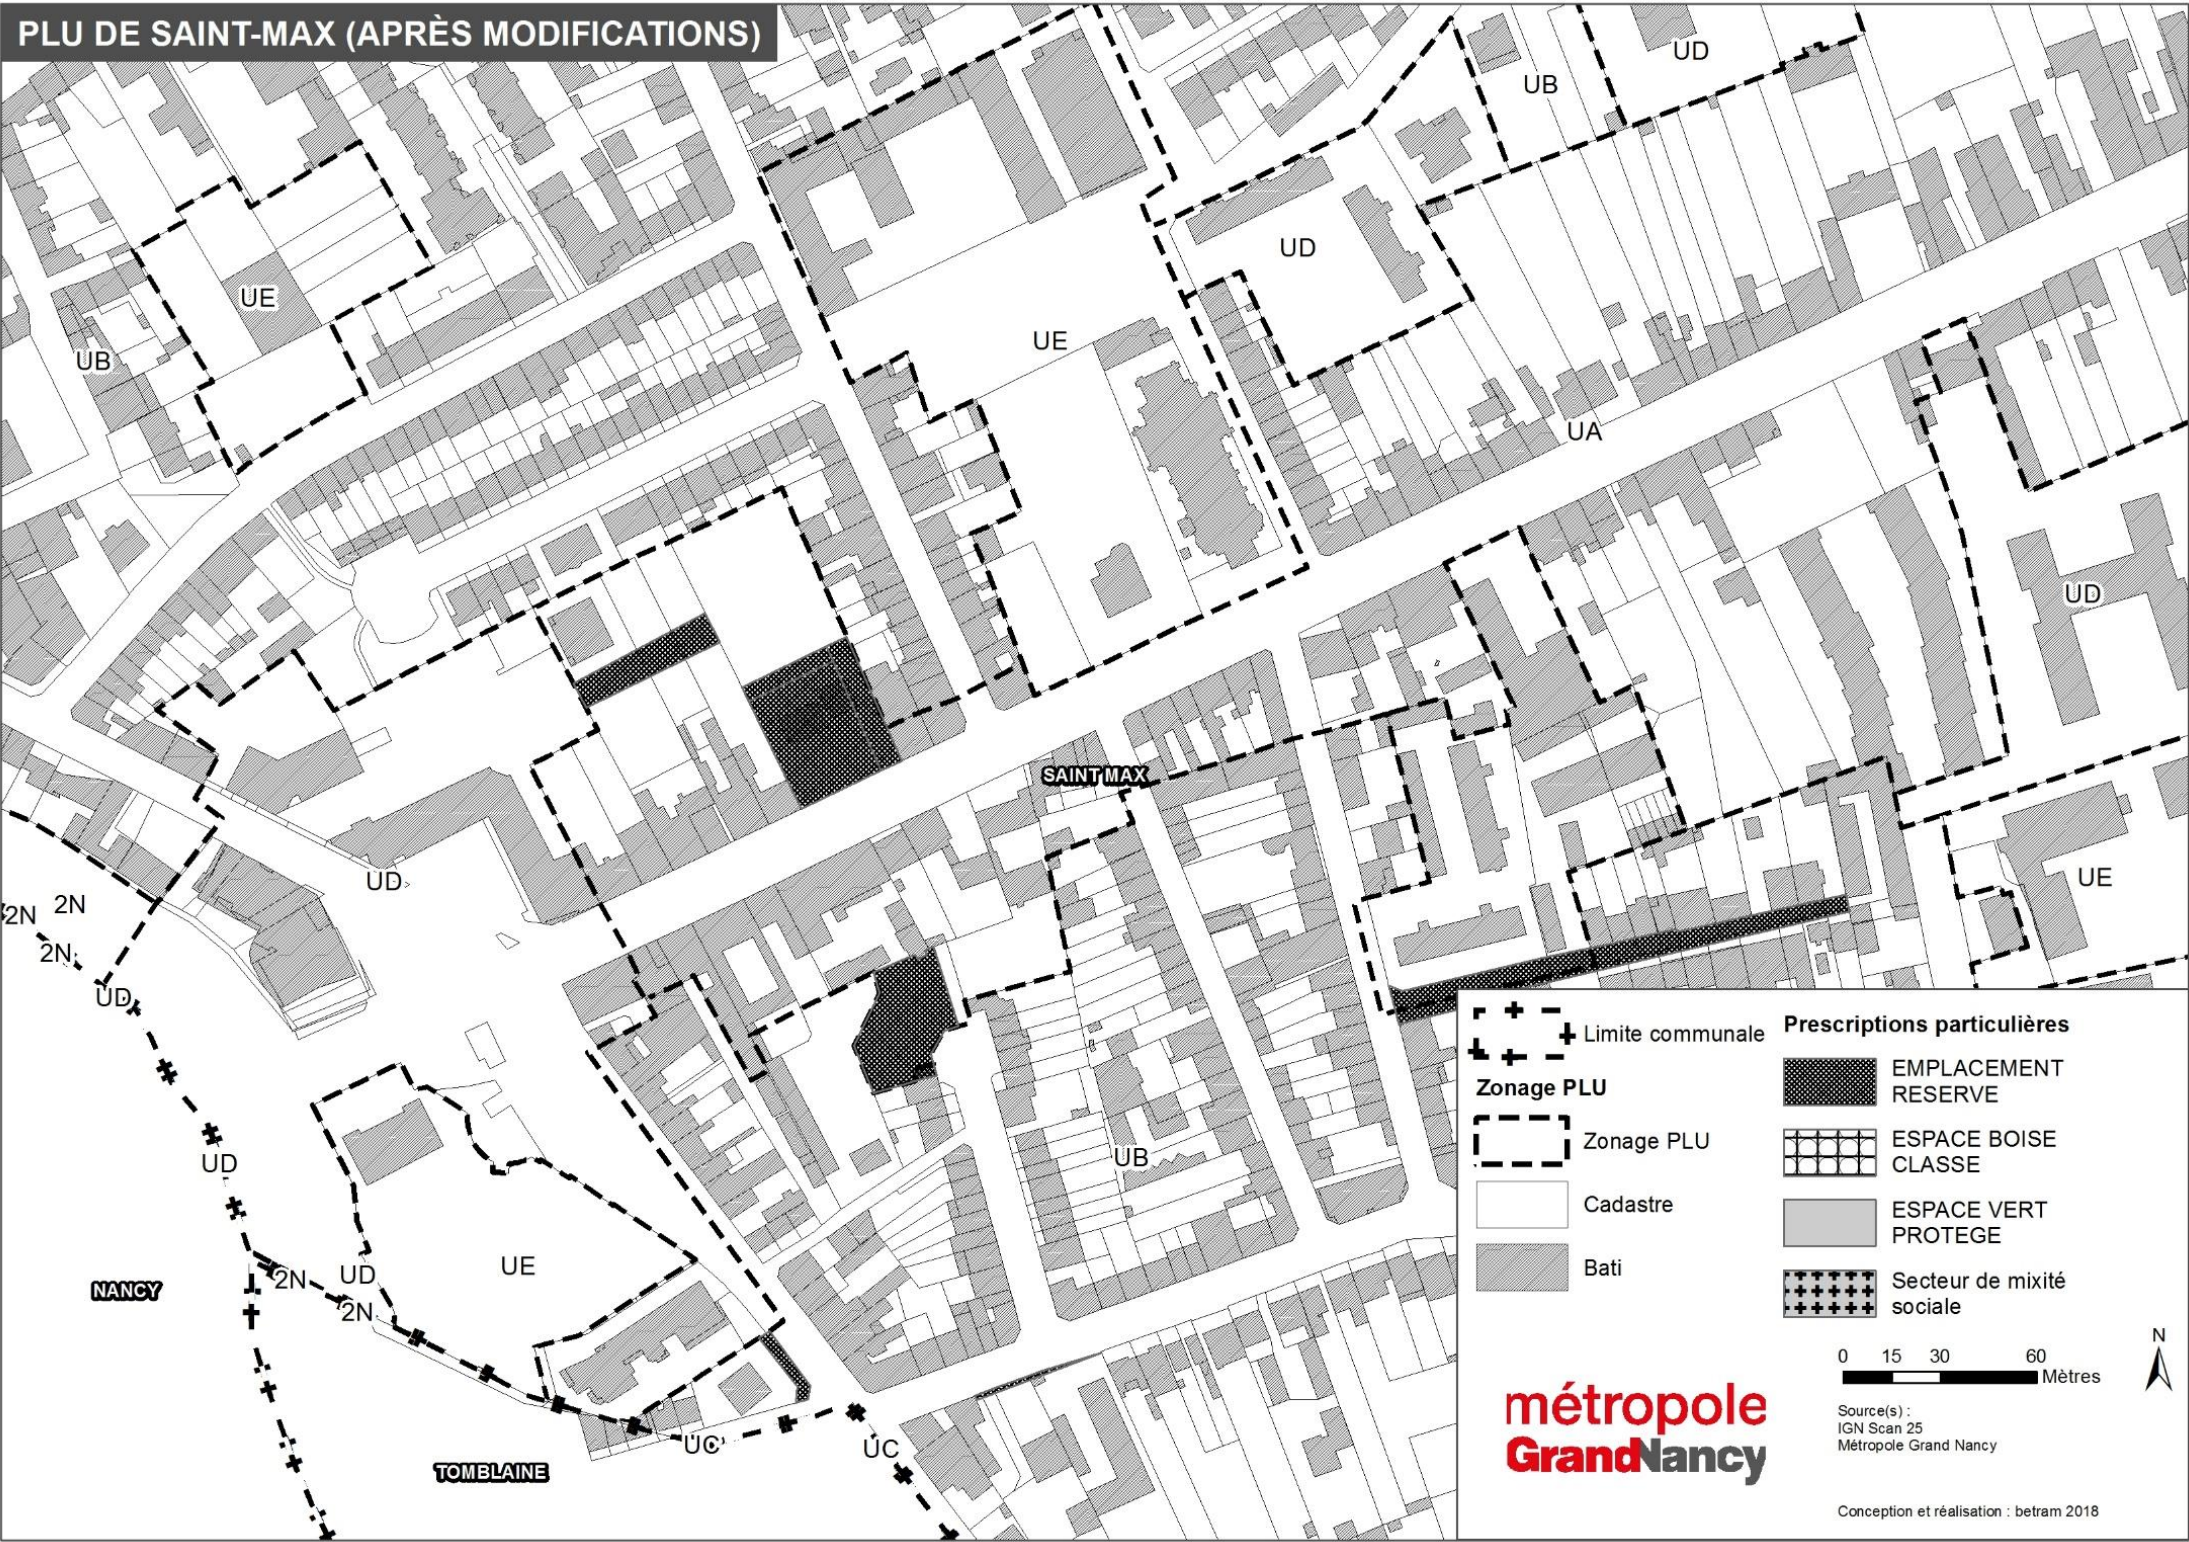 PLU DE SAINT-MAX (APRÈS MODIFICATIONS)
UD
UB
UD
UE
UE
UB
UA
UD
SAINT MAX
UD
UE
2N
2N
2N
UD
UD
UB
UE
2N
UD
2N
NANCY
UC
UC
TOMBLAINE
Limite communale
Zonage PLU
Zonage PLU
Cadastre
Bati
Prescriptions particulières
EMPLACEMENT
RESERVE
ESPACE BOISE
CLASSE
ESPACE VERT
PROTEGE
Secteur de mixité
sociale
0 15 30 60
Mètres
N
métropole
GrandNancy
Source(s) :
IGN Scan 25
Métropole Grand Nancy
Conception et réalisation : betram 2018